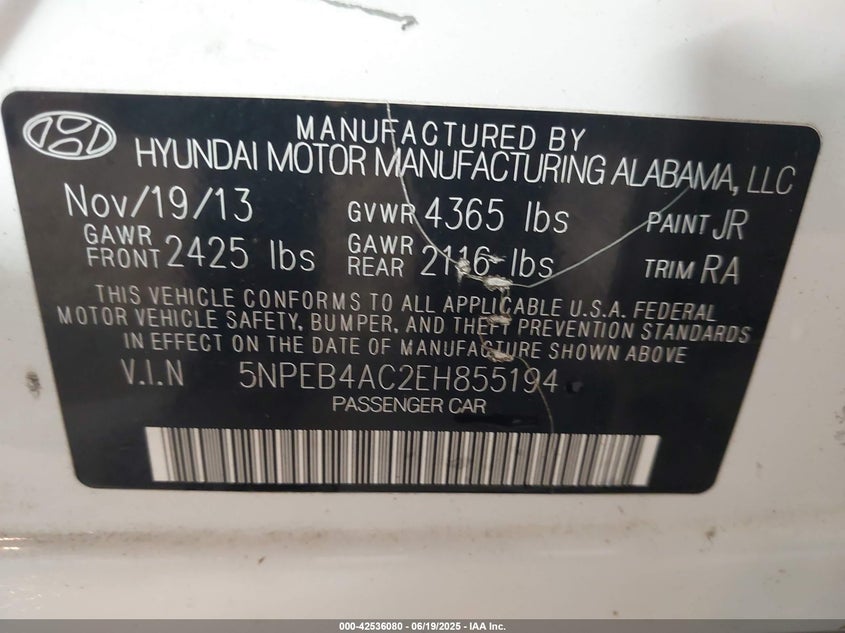 MANUFACTURED BY
HYUNDAI MOTOR MANUFACTURING ALABAMA, LLC
Nov/19/13 GVWR 4365 lbs PAINT JR
GAWR FRONT 2425 lbs GAWR REAR 2116 lbs TRIM RA
THIS VEHICLE CONFORMS TO ALL APPLICABLE U.S.A. FEDERAL
MOTOR VEHICLE SAFETY, BUMPER, AND THEFT PREVENTION STANDARDS
IN EFFECT ON THE DATE OF MANUFACTURE SHOWN ABOVE
V.I.N 5NPEB4AC2EH855194
PASSENGER CAR
000-42536080 - 06/19/2025 - IAA Inc.